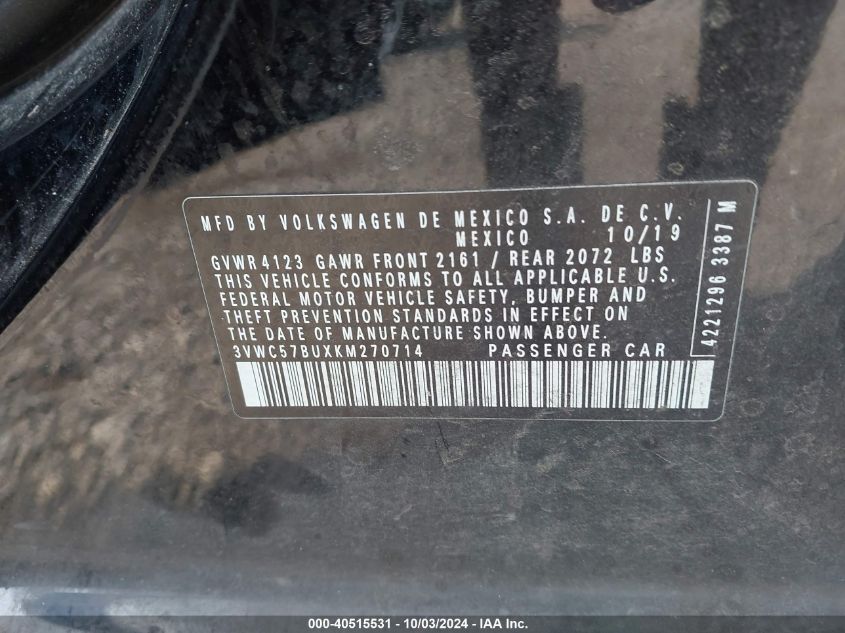 MFD BY VOLKSWAGEN DE MEXICO S.A. DE C.V.
MEXICO 10/19
GVWR 4123 GAWR FRONT 2161 / REAR 2072 LBS
THIS VEHICLE CONFORMS TO ALL APPLICABLE U.S.
FEDERAL MOTOR VEHICLE SAFETY, BUMPER AND
THEFT PREVENTION STANDARDS IN EFFECT ON
THE DATE OF MANUFACTURE SHOWN ABOVE.
3VWC57BUXKM270714 PASSENGER CAR
4221296 3387 M
000-40515531 - 10/03/2024 - IAA Inc.